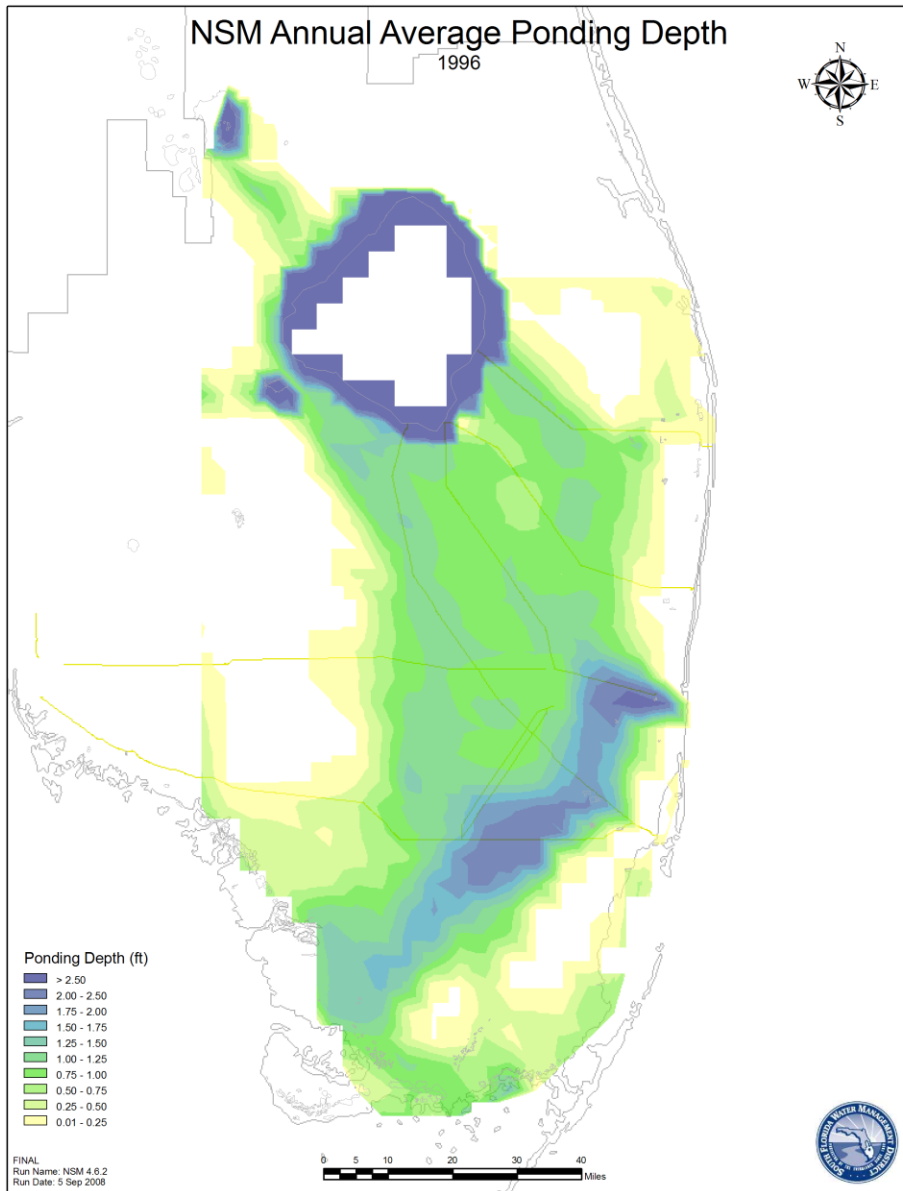 NSM Annual Average Ponding Depth
1996
N
W E
S
Ponding Depth (ft)
> 2.50
2.00 - 2.50
1.75 - 2.00
1.50 - 1.75
1.25 - 1.50
1.00 - 1.25
0.75 - 1.00
0.50 - 0.75
0.25 - 0.50
0.01 - 0.25
FINAL
Run Name: NSM 4.6.2
Run Date: 5 Sep 2008
0 5 10 20 30 40
Miles
SOUTH FLORIDA WATER MANAGEMENT DISTRICT